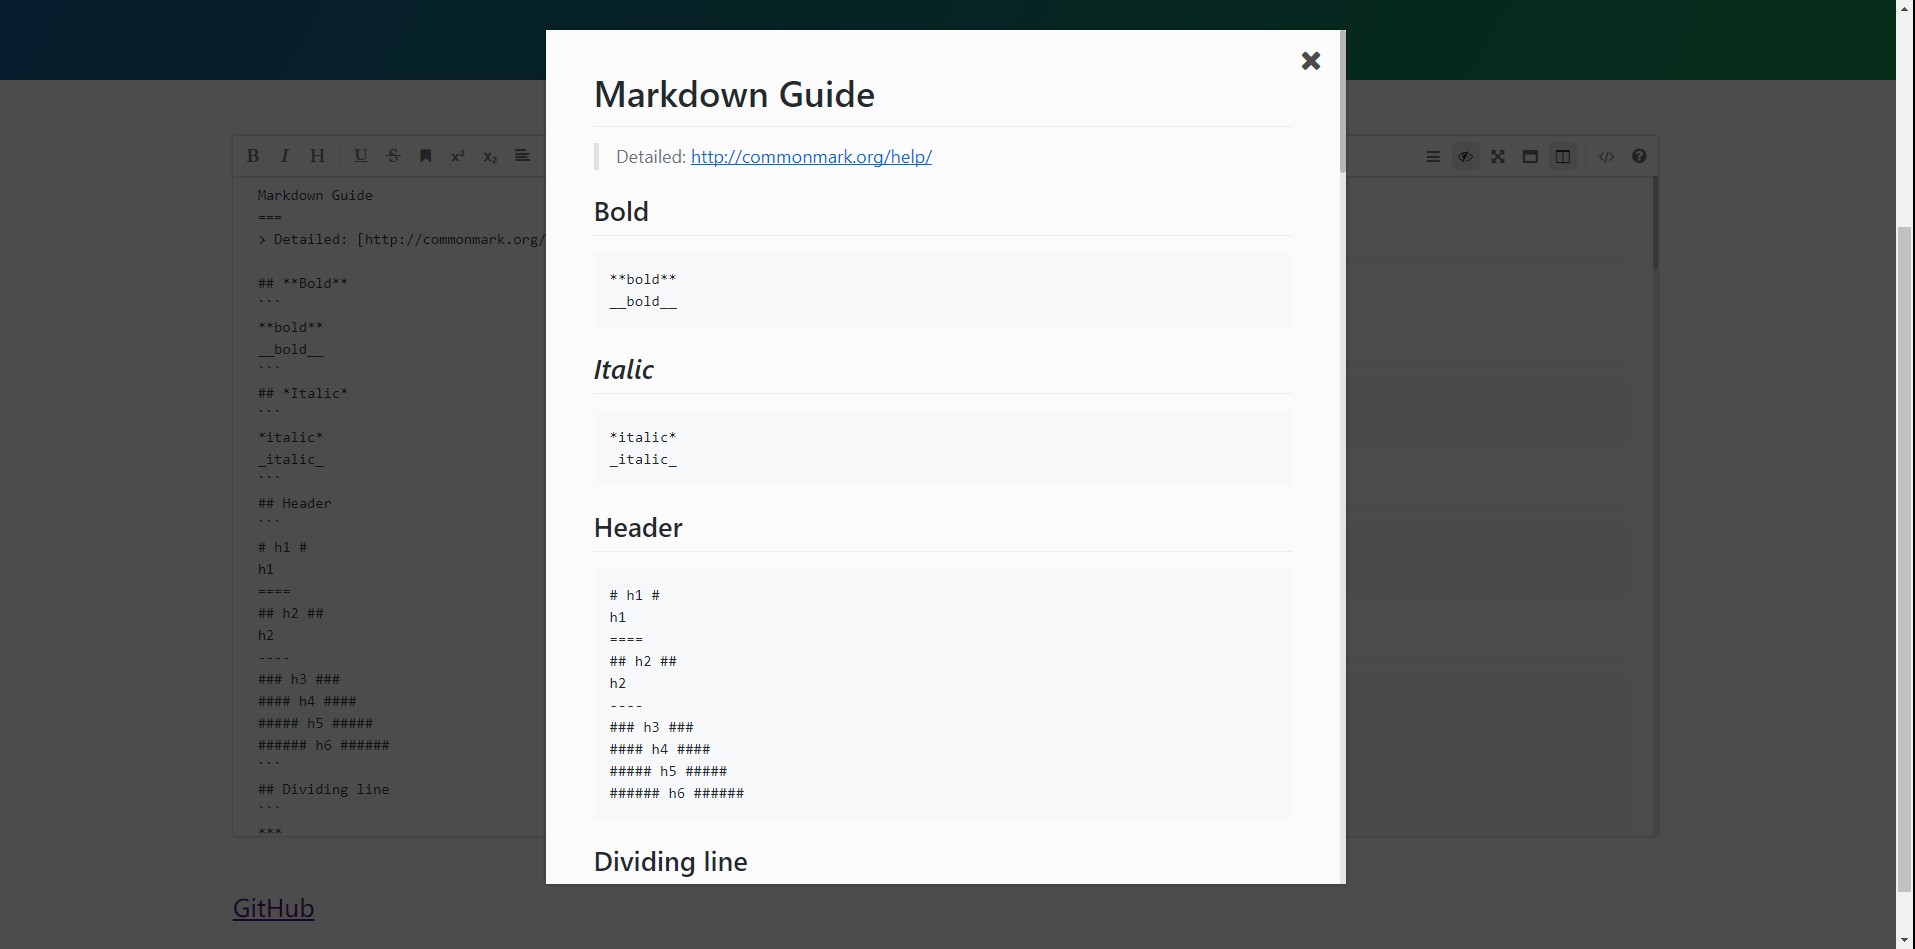 Markdown Guide
Detailed: http://commonmark.org/help/
Bold
**bold**
__bold__
Italic
*italic*
_italic_
Header
# h1 #
h1
====
## h2 ##
h2
----
### h3 ###
#### h4 ####
##### h5 #####
###### h6 ######
Dividing line
B I H U S x² x₂ </>
Markdown Guide
===
> Detailed: [http://commonmark.org/
## **Bold**
```
**bold**
__bold__
```
## *Italic*
```
*italic*
_italic_
```
## Header
```
# h1 #
h1
====
## h2 ##
h2
----
### h3 ###
#### h4 ####
##### h5 #####
###### h6 ######
```
## Dividing line
```
***
GitHub